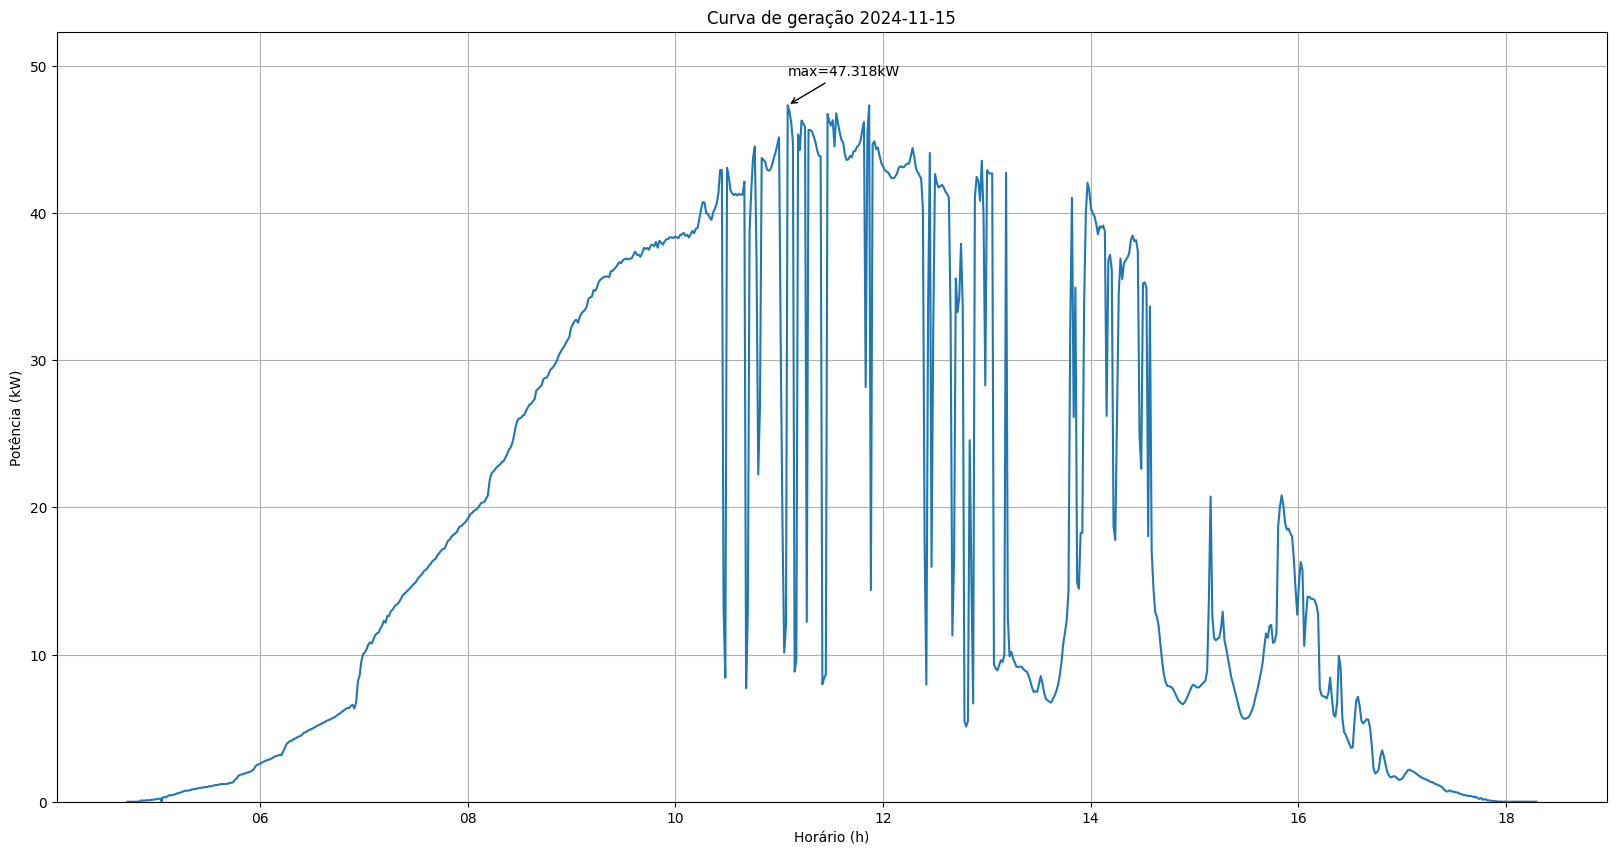 Curva de geração 2024-11-15
max=47.318kW
Potência (kW)
50
40
30
20
10
0
06 08 10 12 14 16 18
Horário (h)